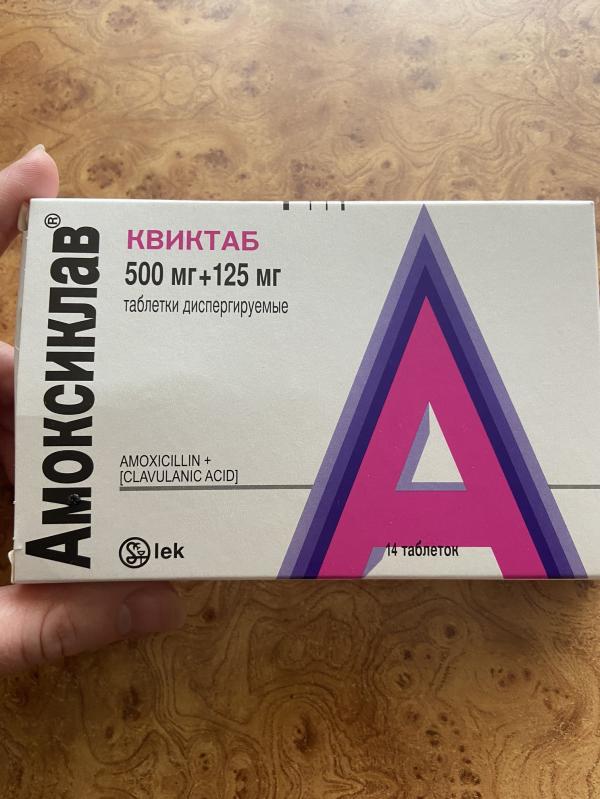 Амоксиклав®
КВИКТАБ
500 мг+125 мг
таблетки диспергируемые
AMOXICILLIN +
[CLAVULANIC ACID]
lek
14 таблеток